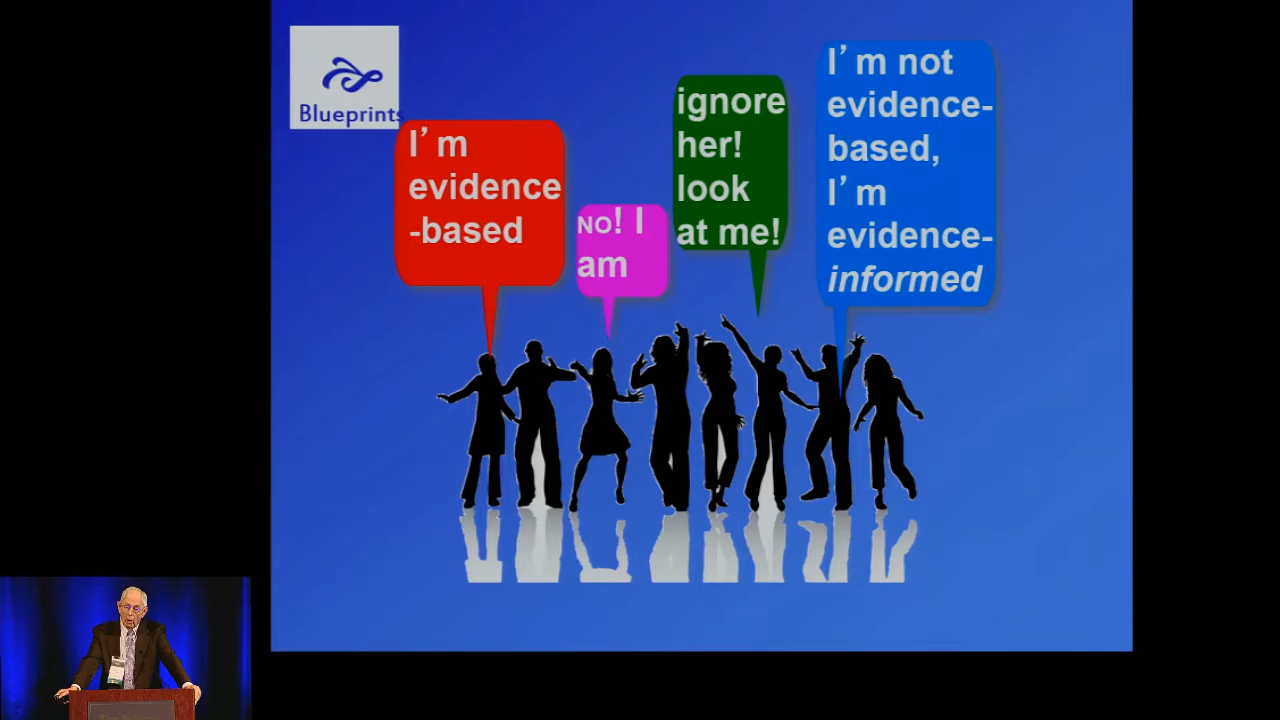 Blueprints
I'm
evidence
-based
NO! I
am
ignore
her!
look
at me!
I'm not
evidence-
based,
I'm
evidence-
informed